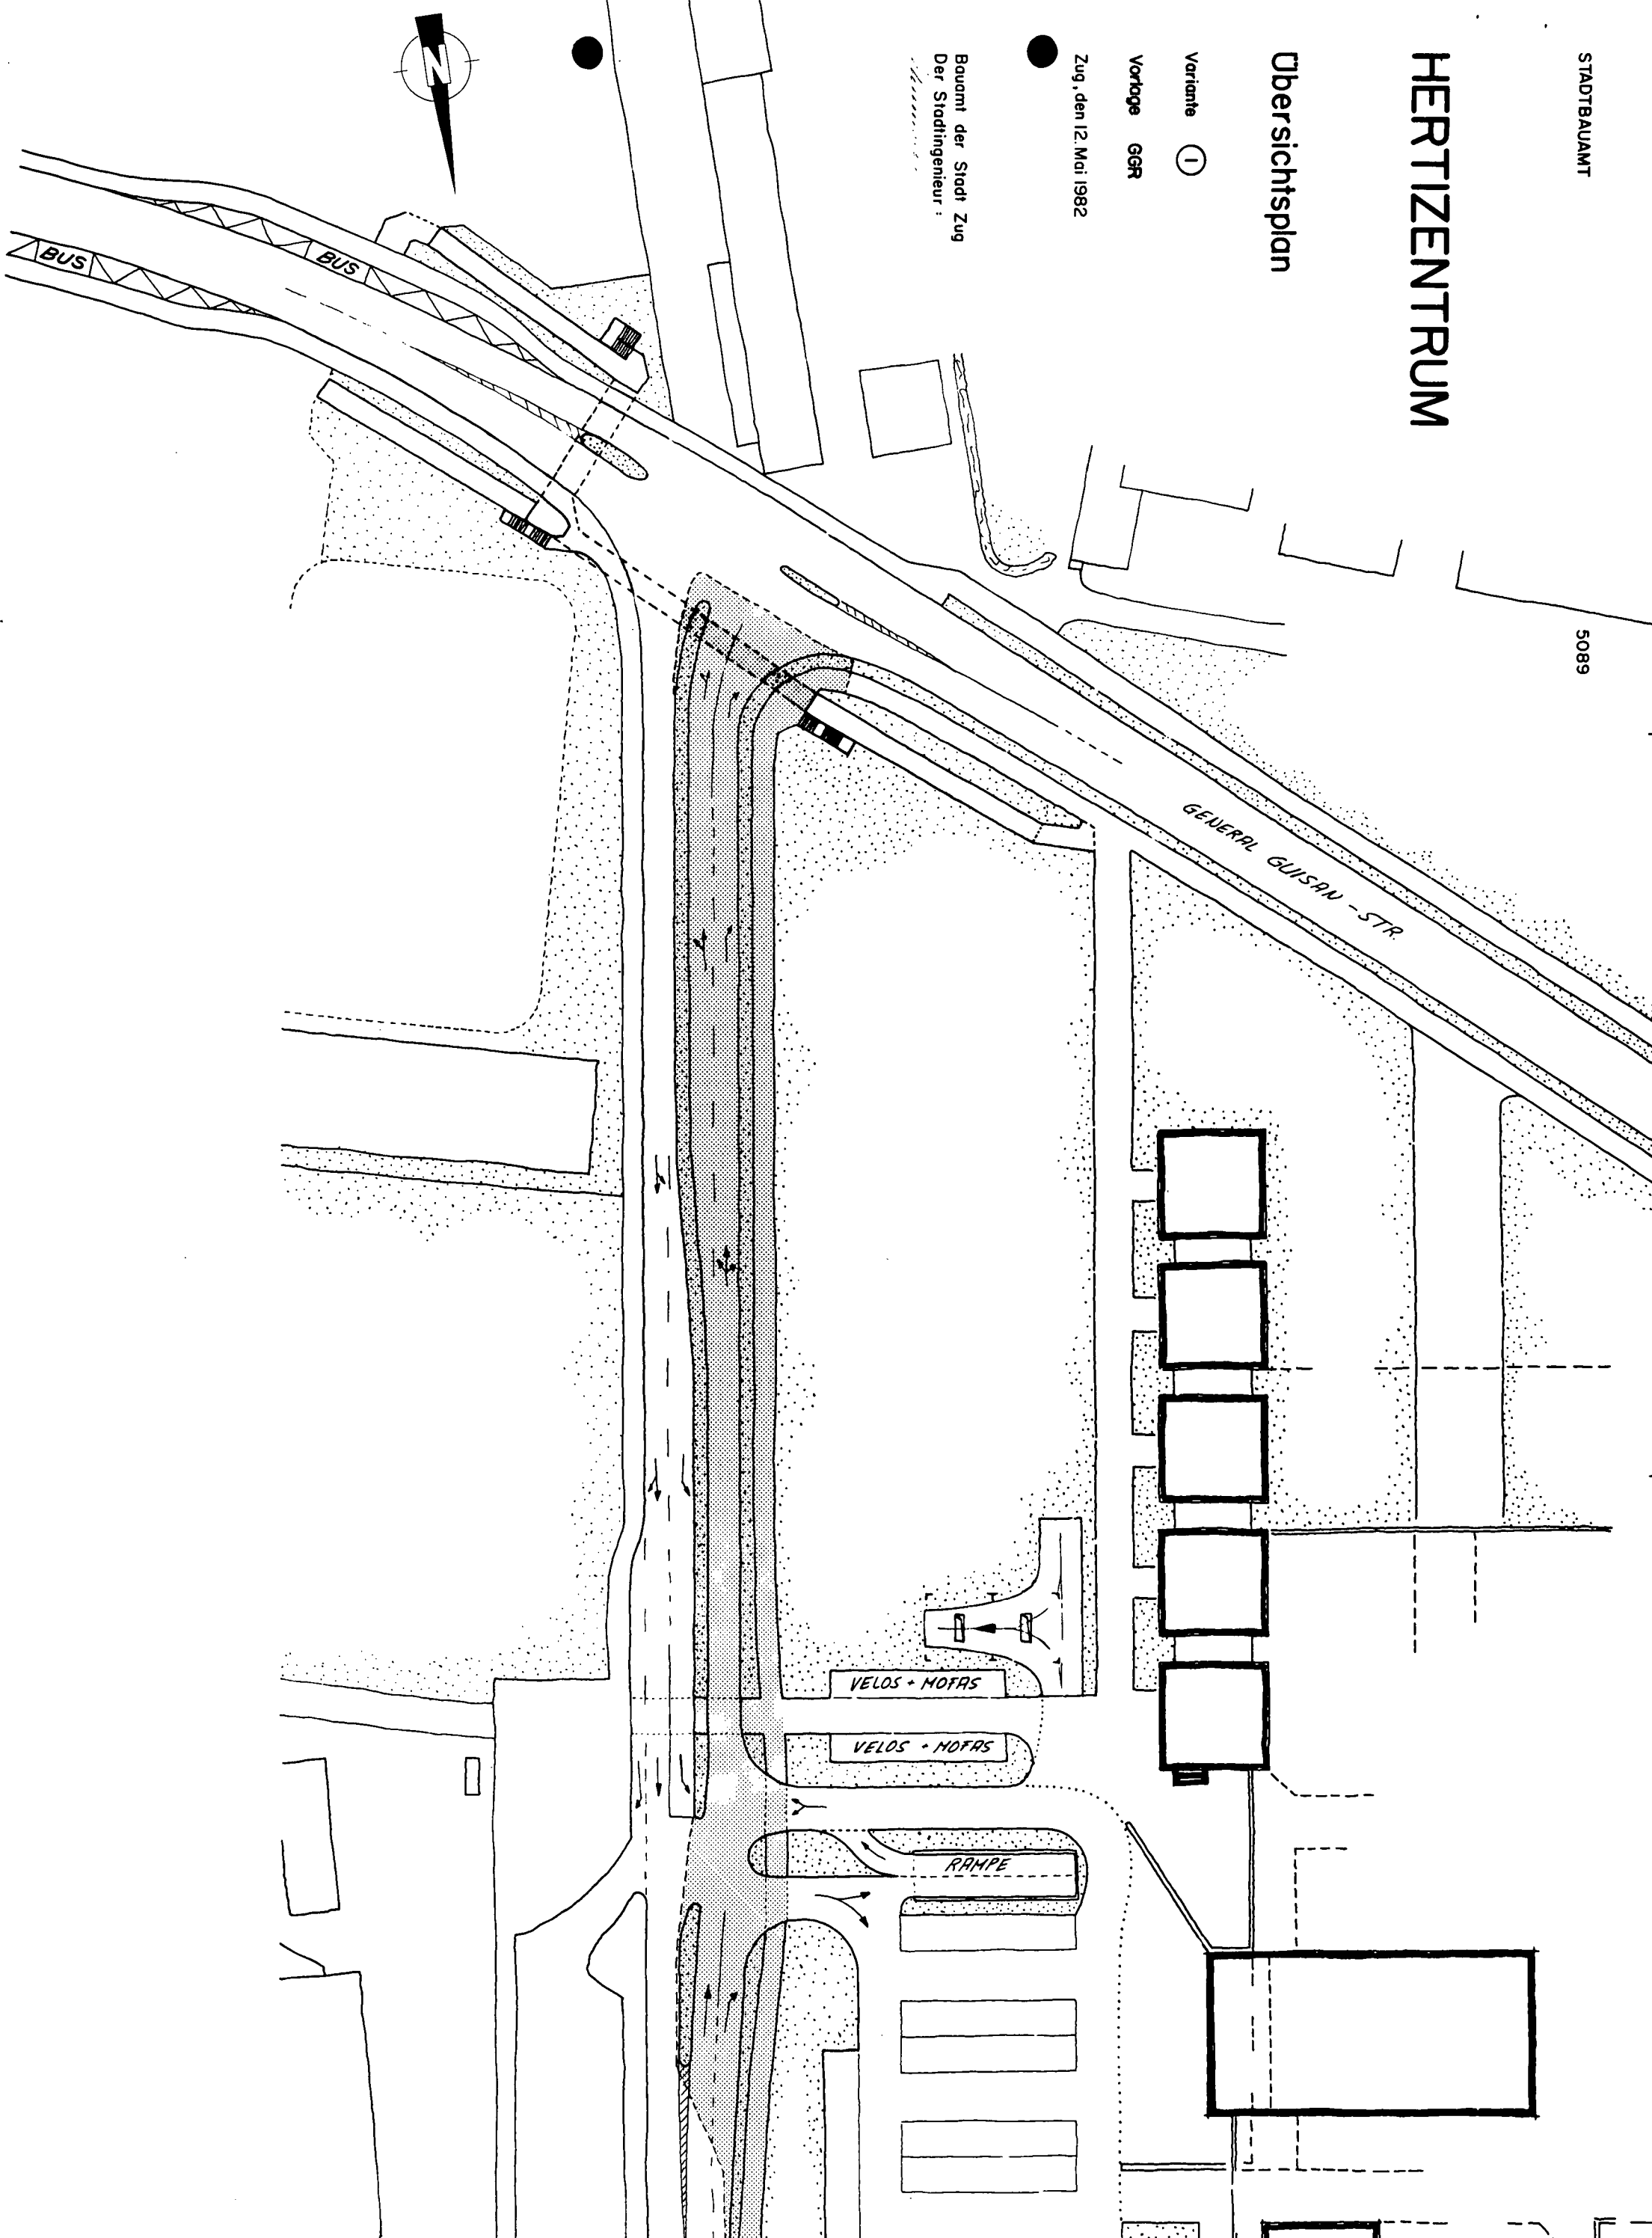 STADTBAUAMT
5089
HERTIZENTRUM
Übersichtsplan
Variante 1
Vorlage GGR
Zug, den 12. Mai 1982
Bauamt der Stadt Zug
Der Stadtingenieur :
N
BUS
BUS
GENERAL GUISAN - STR.
VELOS + MOFAS
VELOS + MOFAS
RAMPE